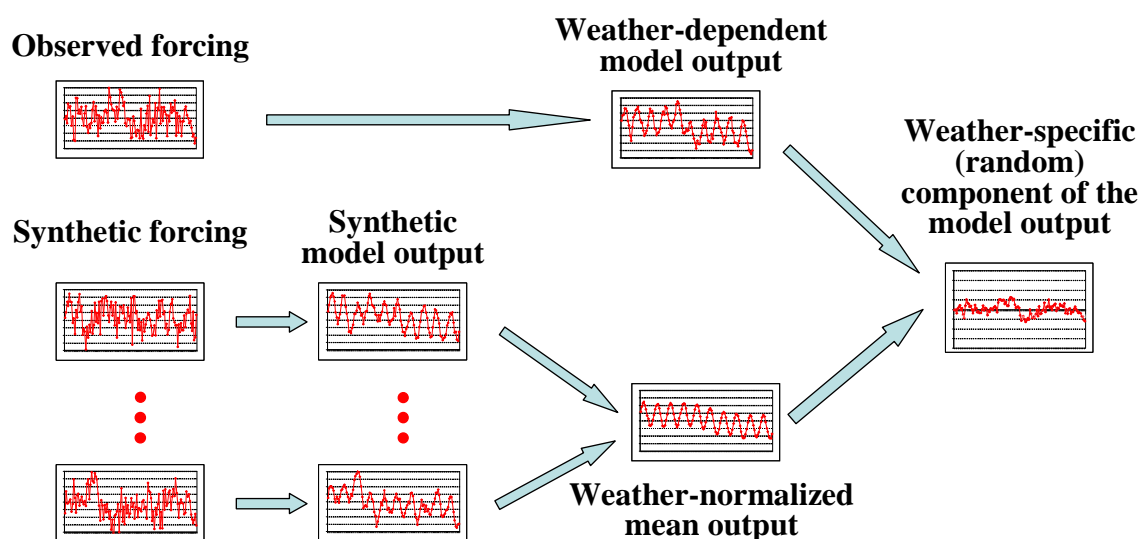 Observed forcing
Weather-dependent
model output
Weather-specific
(random)
component of the
model output
Synthetic forcing
Synthetic
model output
Weather-normalized
mean output